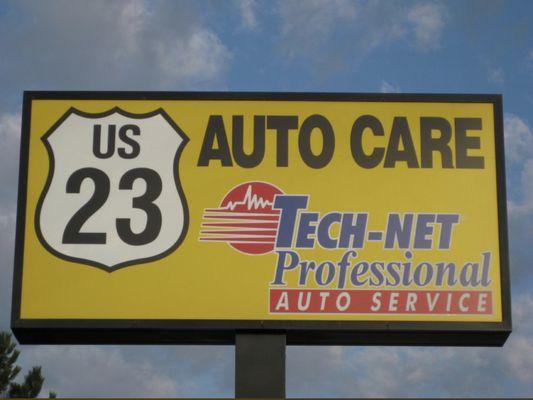 US
23
AUTO CARE
TECH-NET
Professional
AUTO SERVICE